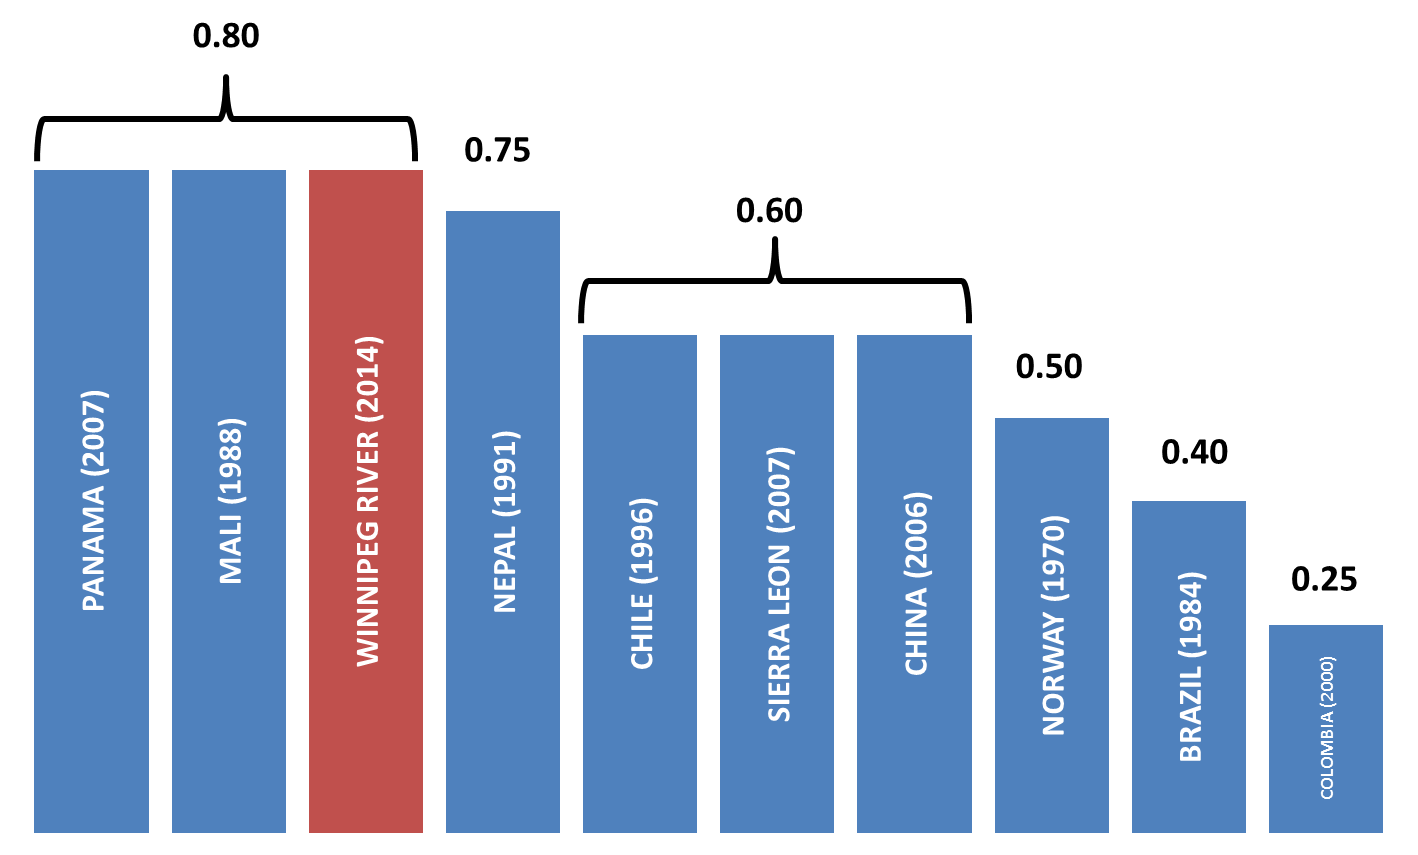 0.80
0.75
0.60
0.50
0.40
0.25
PANAMA (2007)
MALI (1988)
WINNIPEG RIVER (2014)
NEPAL (1991)
CHILE (1996)
SIERRA LEON (2007)
CHINA (2006)
NORWAY (1970)
BRAZIL (1984)
COLOMBIA (2000)